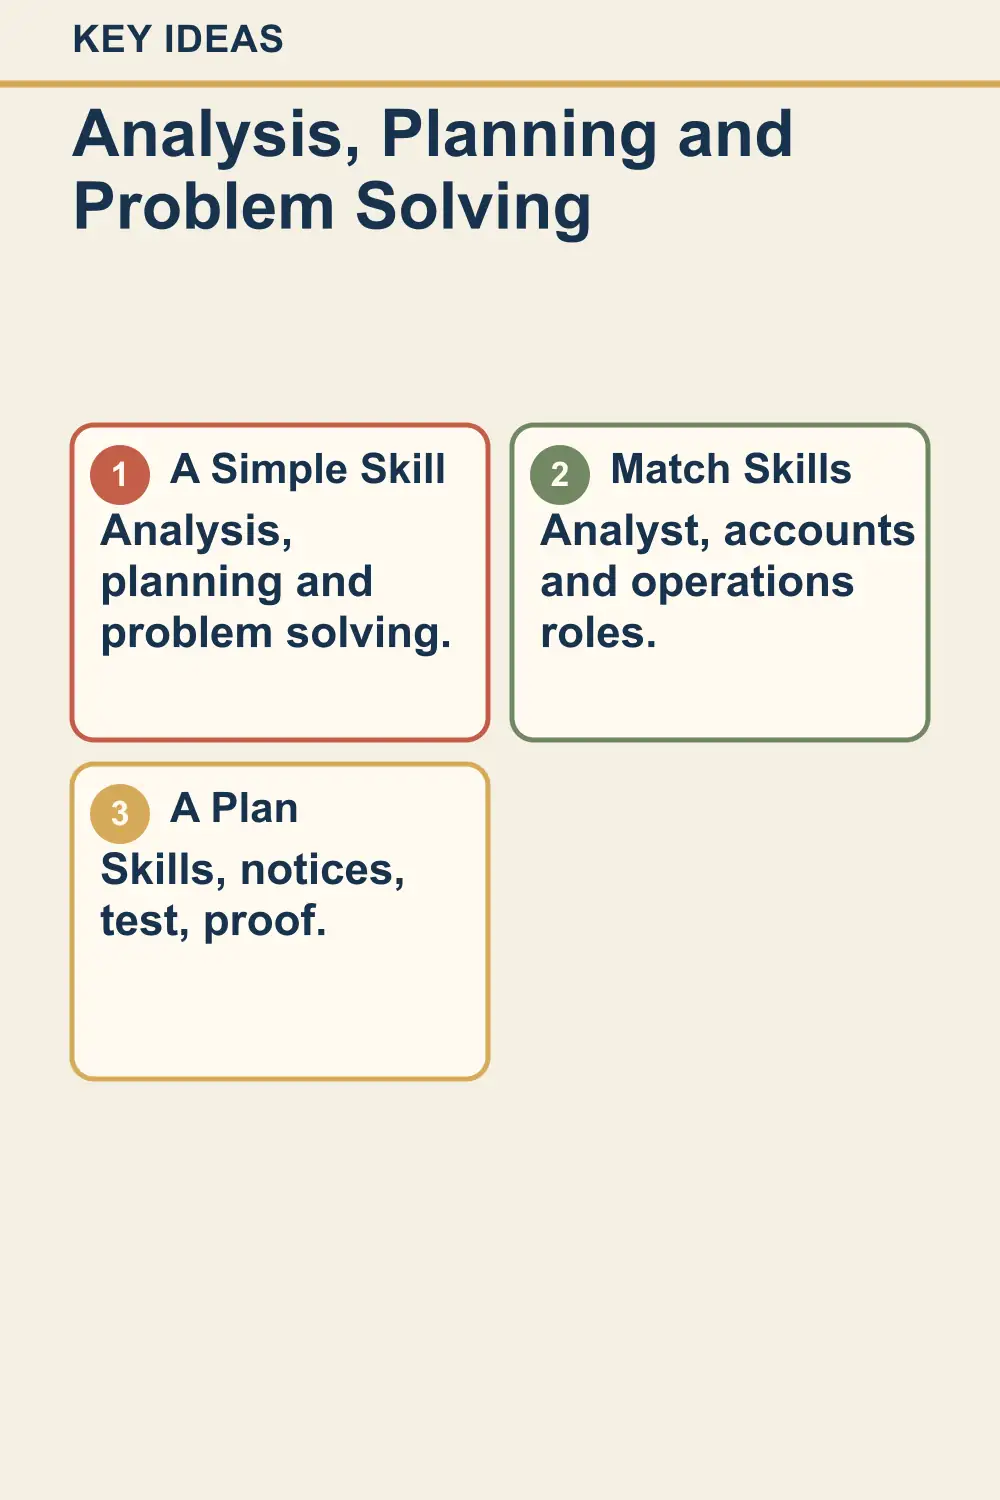 KEY IDEAS
Analysis, Planning and
Problem Solving
1 A Simple Skill
Analysis,
planning and
problem solving.
2 Match Skills
Analyst, accounts
and operations
roles.
3 A Plan
Skills, notices,
test, proof.